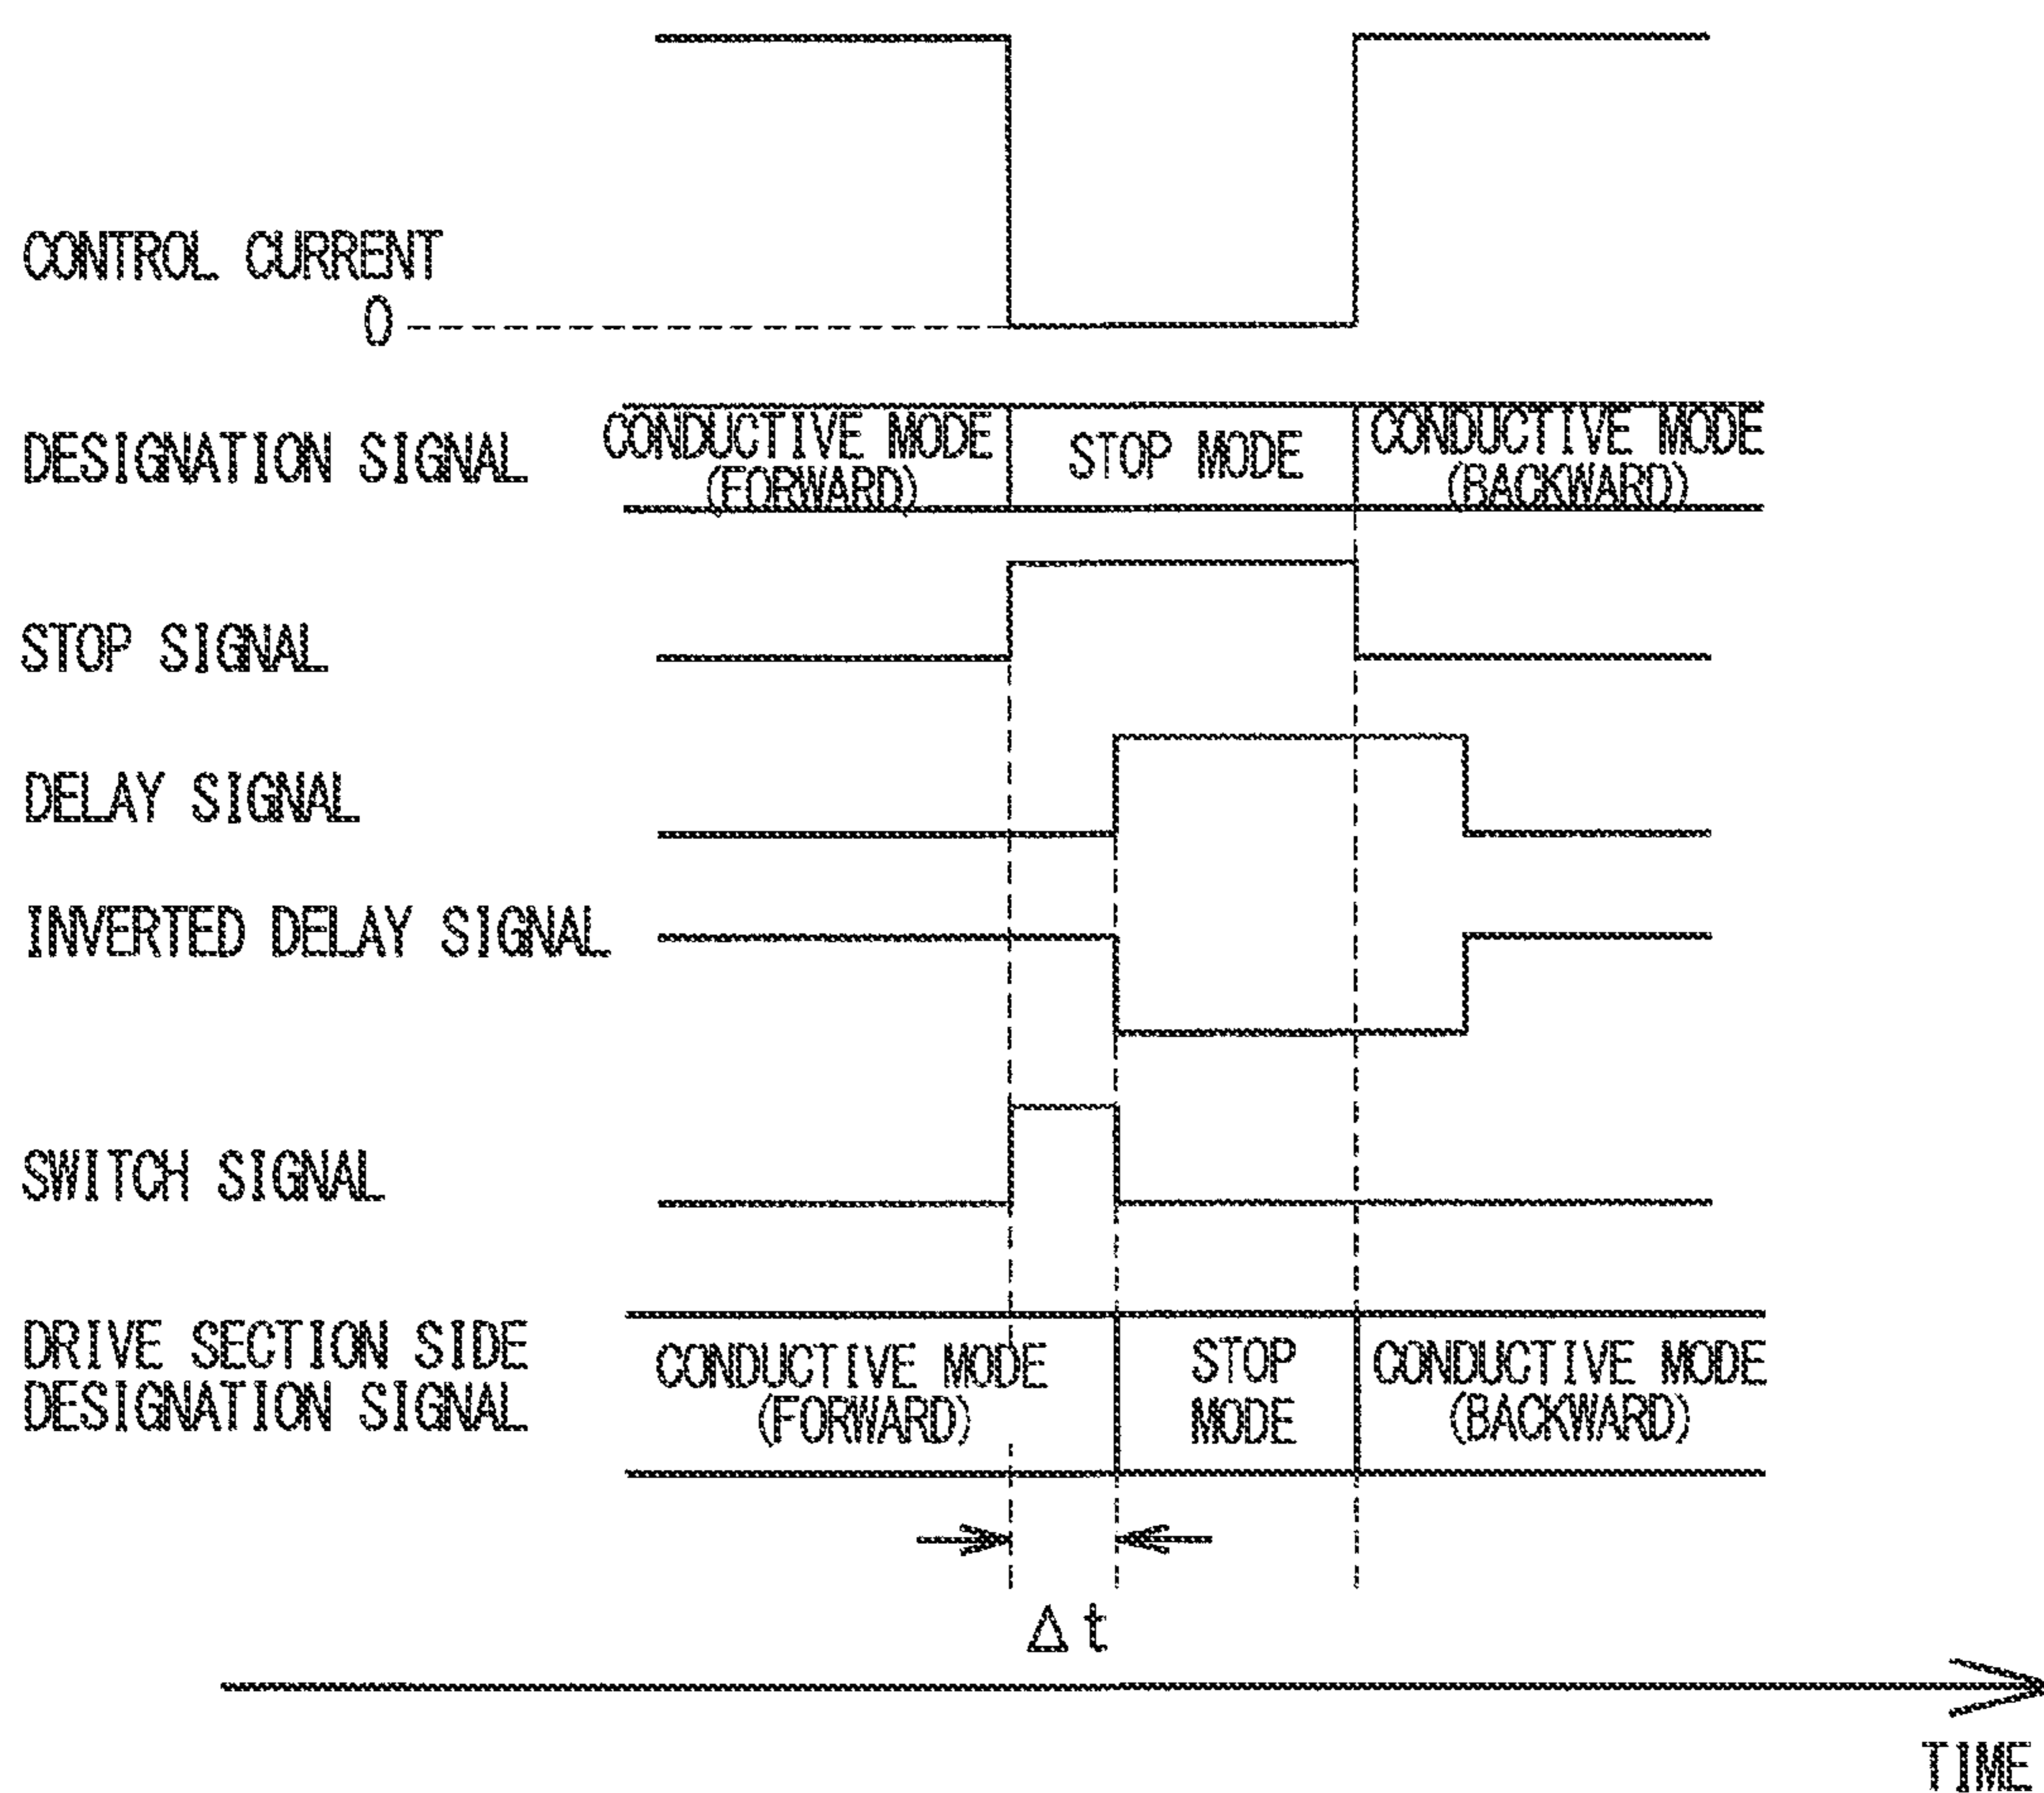 CONTROL CURRENT
0
DESIGNATION SIGNAL
CONDUCTIVE MODE
(FORWARD)
STOP MODE
CONDUCTIVE MODE
(BACKWARD)
STOP SIGNAL
DELAY SIGNAL
INVERTED DELAY SIGNAL
SWITCH SIGNAL
DRIVE SECTION SIDE
DESIGNATION SIGNAL
CONDUCTIVE MODE
(FORWARD)
STOP
MODE
CONDUCTIVE MODE
(BACKWARD)
Δt
TIME